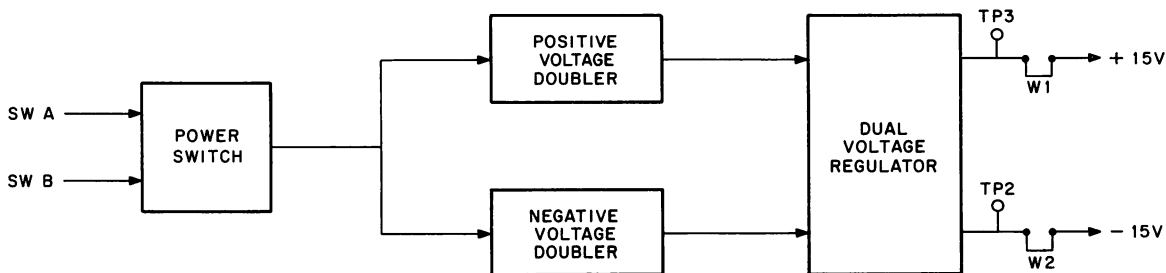 SW A
SW B
POWER
SWITCH
POSITIVE
VOLTAGE
DOUBLER
NEGATIVE
VOLTAGE
DOUBLER
DUAL
VOLTAGE
REGULATOR
TP3
+ 15V
W1
TP2
- 15V
W2